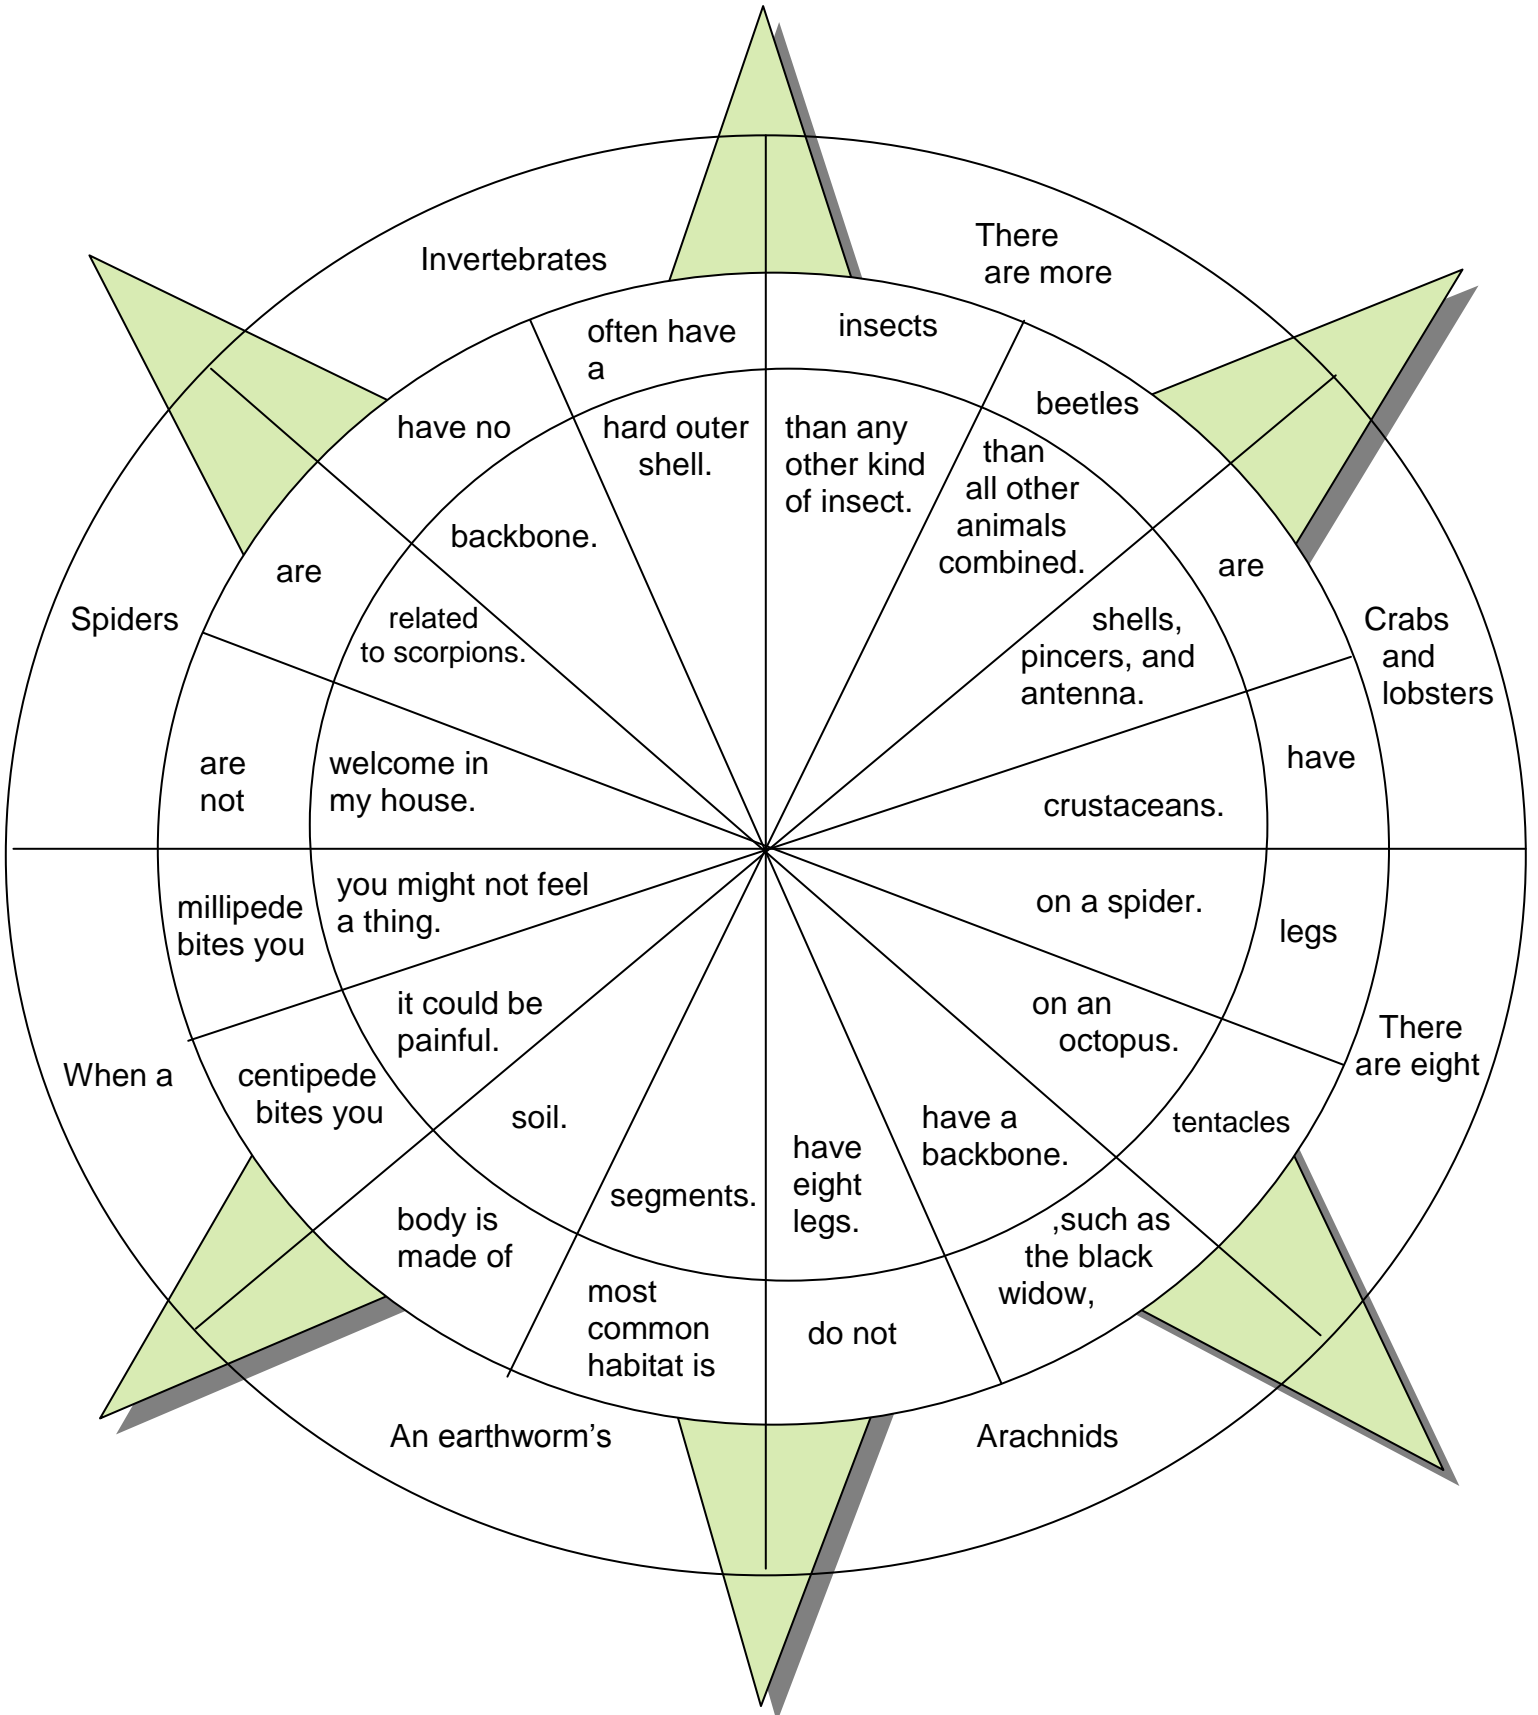 There
are more
Invertebrates
insects
often have
a
beetles
have no
hard outer
shell.
than any
other kind
of insect.
than
all other
animals
combined.
backbone.
are
are
Spiders
related
to scorpions.
shells,
pincers, and
antenna.
Crabs
and
lobsters
are
not
welcome in
my house.
have
crustaceans.
you might not feel
a thing.
millipede
bites you
on a spider.
legs
it could be
painful.
on an
octopus.
There
are eight
When a
centipede
bites you
soil.
have a
backbone.
tentacles
have
eight
legs.
segments.
body is
made of
,such as
the black
widow,
most
common
habitat is
do not
An earthworm’s
Arachnids